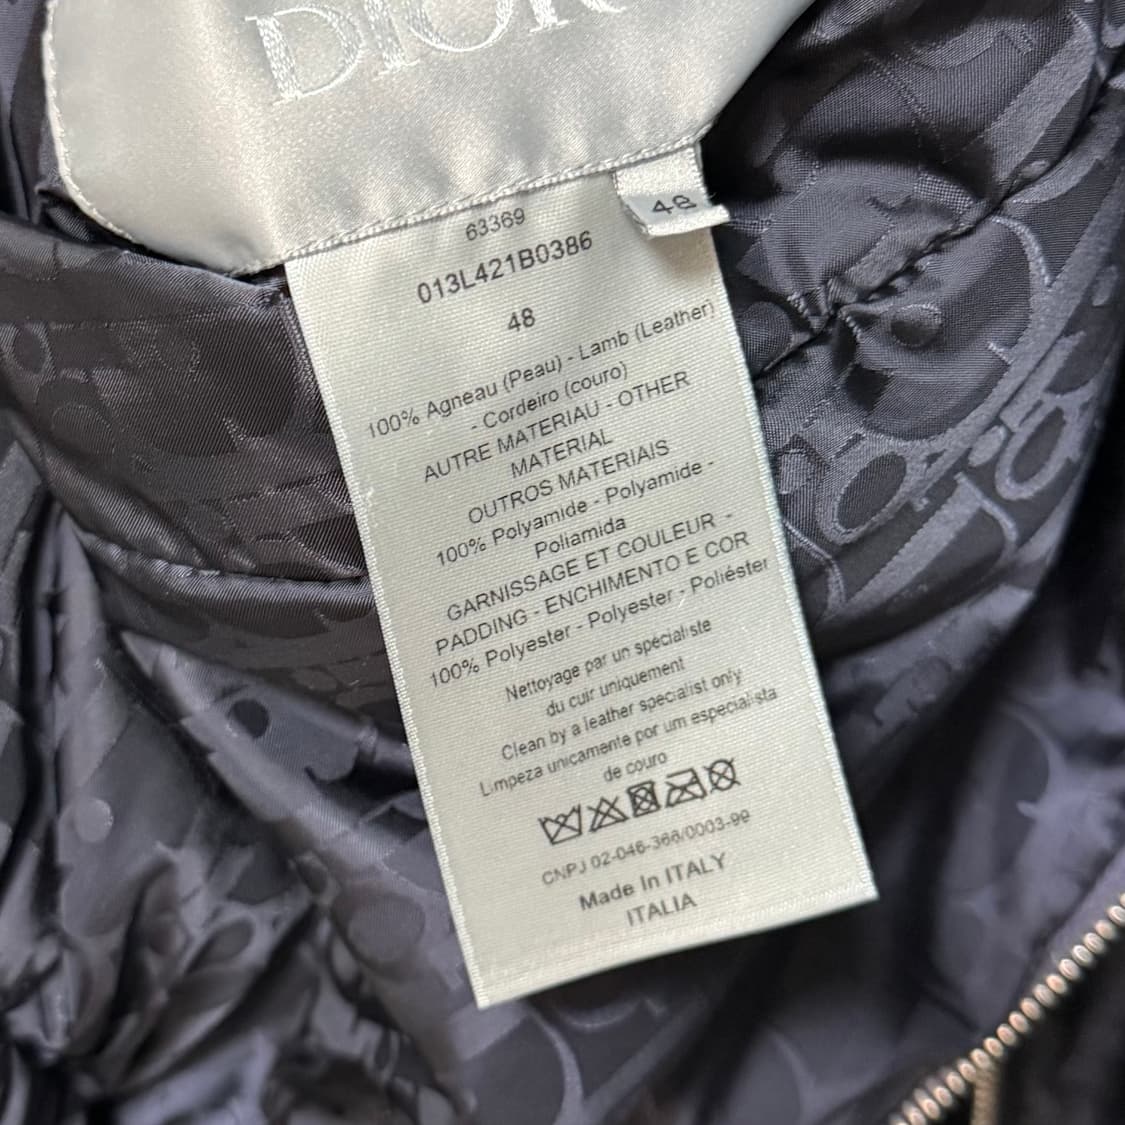 DIOR
48
63369
013L421B0386
48
100% Agneau (Peau) - Lamb (Leather)
- Cordeiro (couro)
AUTRE MATERIAU - OTHER
MATERIAL
OUTROS MATERIAIS
100% Polyamide - Polyamide -
Poliamida
GARNISSAGE ET COULEUR -
PADDING - ENCHIMENTO E COR
100% Polyester - Polyester - Poliéster
Nettoyage par un spécialiste
du cuir uniquement
Clean by a leather specialist only
Limpeza unicamente por um especialista
de couro
CNPJ 02-046-366/0003-99
Made In ITALY
ITALIA